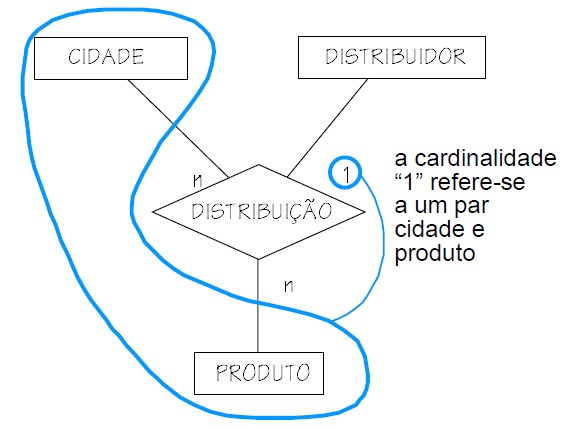 CIDADE
DISTRIBUIDOR
n
1
DISTRIBUIÇÃO
n
PRODUTO
a cardinalidade
“1” refere-se
a um par
cidade e
produto